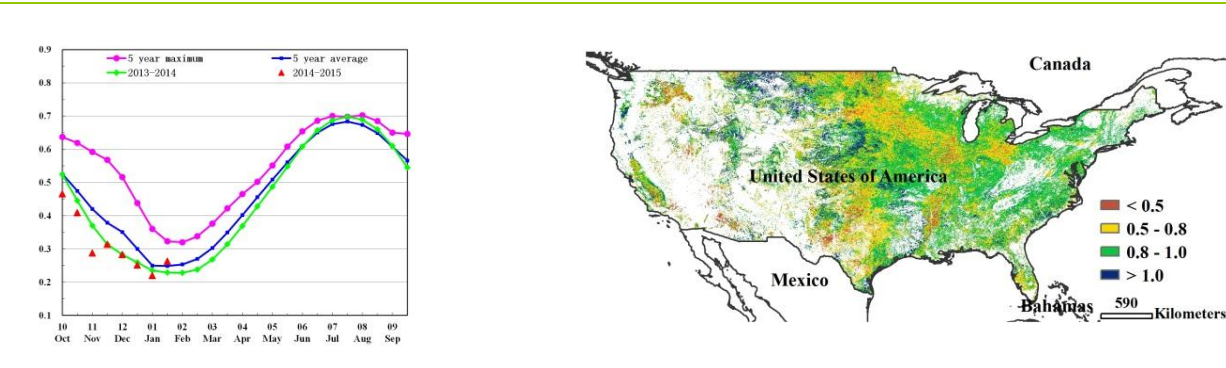 0.9
5 year maximum
5 year average
2013-2014
2014-2015
0.8
0.7
0.6
0.5
0.4
0.3
0.2
0.1
10 11 12 01 02 03 04 05 06 07 08 09
Oct Nov Dec Jan Feb Mar Apr May Jun Jul Aug Sep
Canada
United States of America
Mexico
Bahamas
< 0.5
0.5 - 0.8
0.8 - 1.0
> 1.0
590
Kilometers